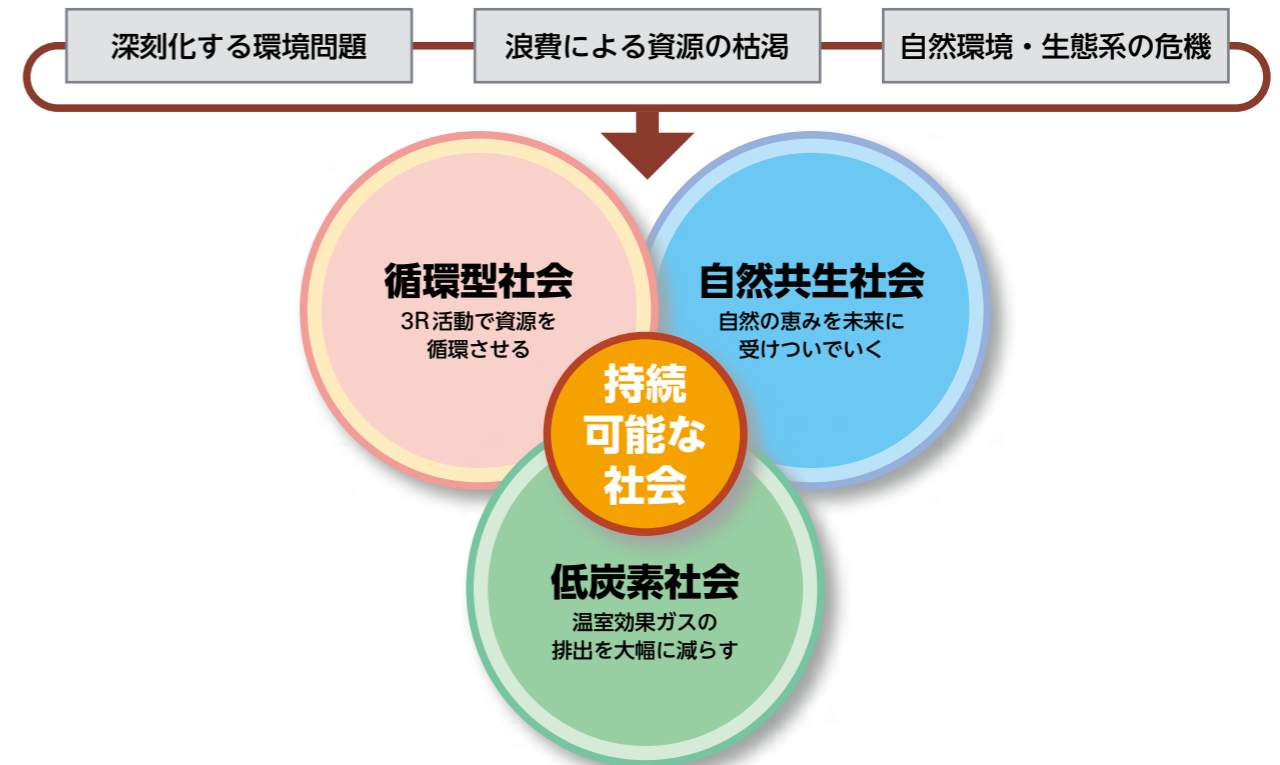 深刻化する環境問題
浪費による資源の枯渇
自然環境・生態系の危機
循環型社会
3R活動で資源を
循環させる
自然共生社会
自然の恵みを未来に
受けついでいく
持続
可能な
社会
低炭素社会
温室効果ガスの
排出を大幅に減らす